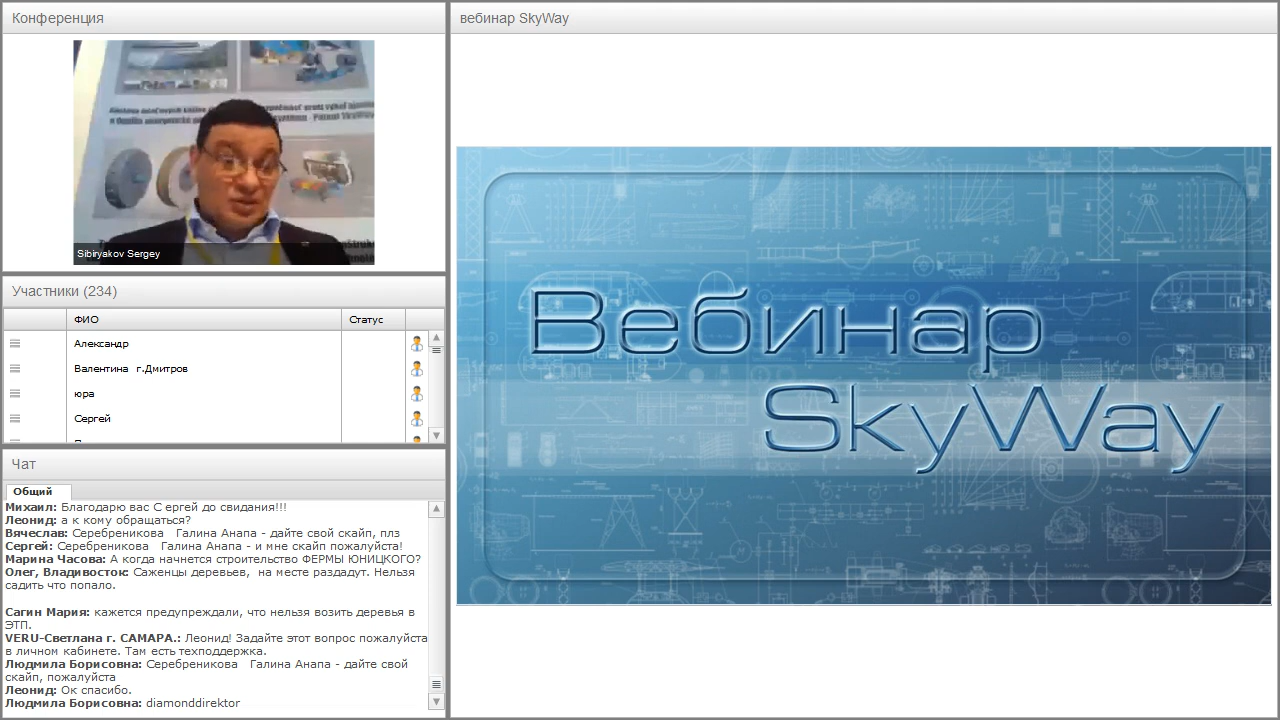 Конференция
вебинар SkyWay
Sibiryakov Sergey
Участники (234)
ФИО Статус
Александр
Валентина г.Дмитров
юра
Сергей
Вебинар
SkyWay
Чат
Общий
Михаил: Благодарю вас С ергей до свидания!!!
Леонид: а к кому обращаться?
Вячеслав: Серебреникова Галина Анапа - дайте свой скайп, плз
Сергей: Серебреникова Галина Анапа - и мне скайп пожалуйста!
Марина Часова: А когда начнется строительство ФЕРМЫ ЮНИЦКОГО?
Олег, Владивосток: Саженцы деревьев, на месте раздадут. Нельзя
садить что попало.
Сагин Мария: кажется предупреждали, что нельзя возить деревья в
ЭТП.
VERU-Светлана г. САМАРА.: Леонид! Задайте этот вопрос пожалуйста
в личном кабинете. Там есть техподдержка.
Людмила Борисовна: Серебреникова Галина Анапа - дайте свой
скайп, пожалуйста
Леонид: Ок спасибо.
Людмила Борисовна: diamonddirektor